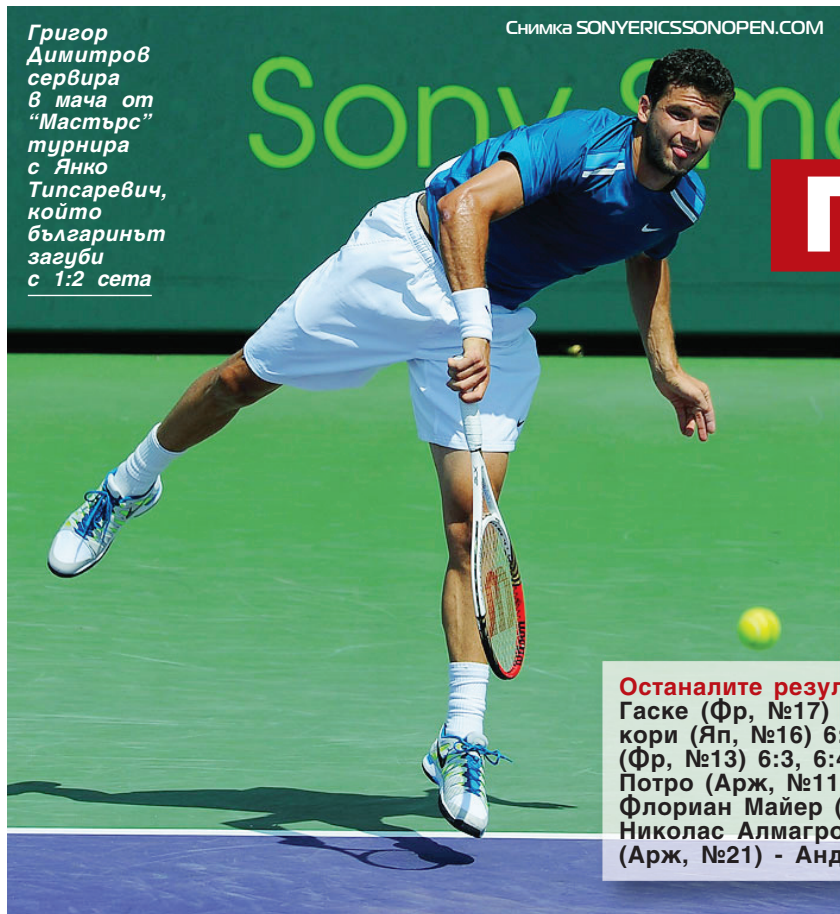 Григор
Димитров
сервира
в мача от
“Мастърс”
турнира
с Янко
Типсаревич,
който
българинът
загуби
с 1:2 сета
Снимка SONYERICSSONOPEN.COM
Sony Sma
П
Останалите резул
Гаске (Фр, №17)
кори (Яп, №16) 6:
(Фр, №13) 6:3, 6:4
Потро (Арж, №11
Флориан Майер (
Николас Алмагро
(Арж, №21) - Анд